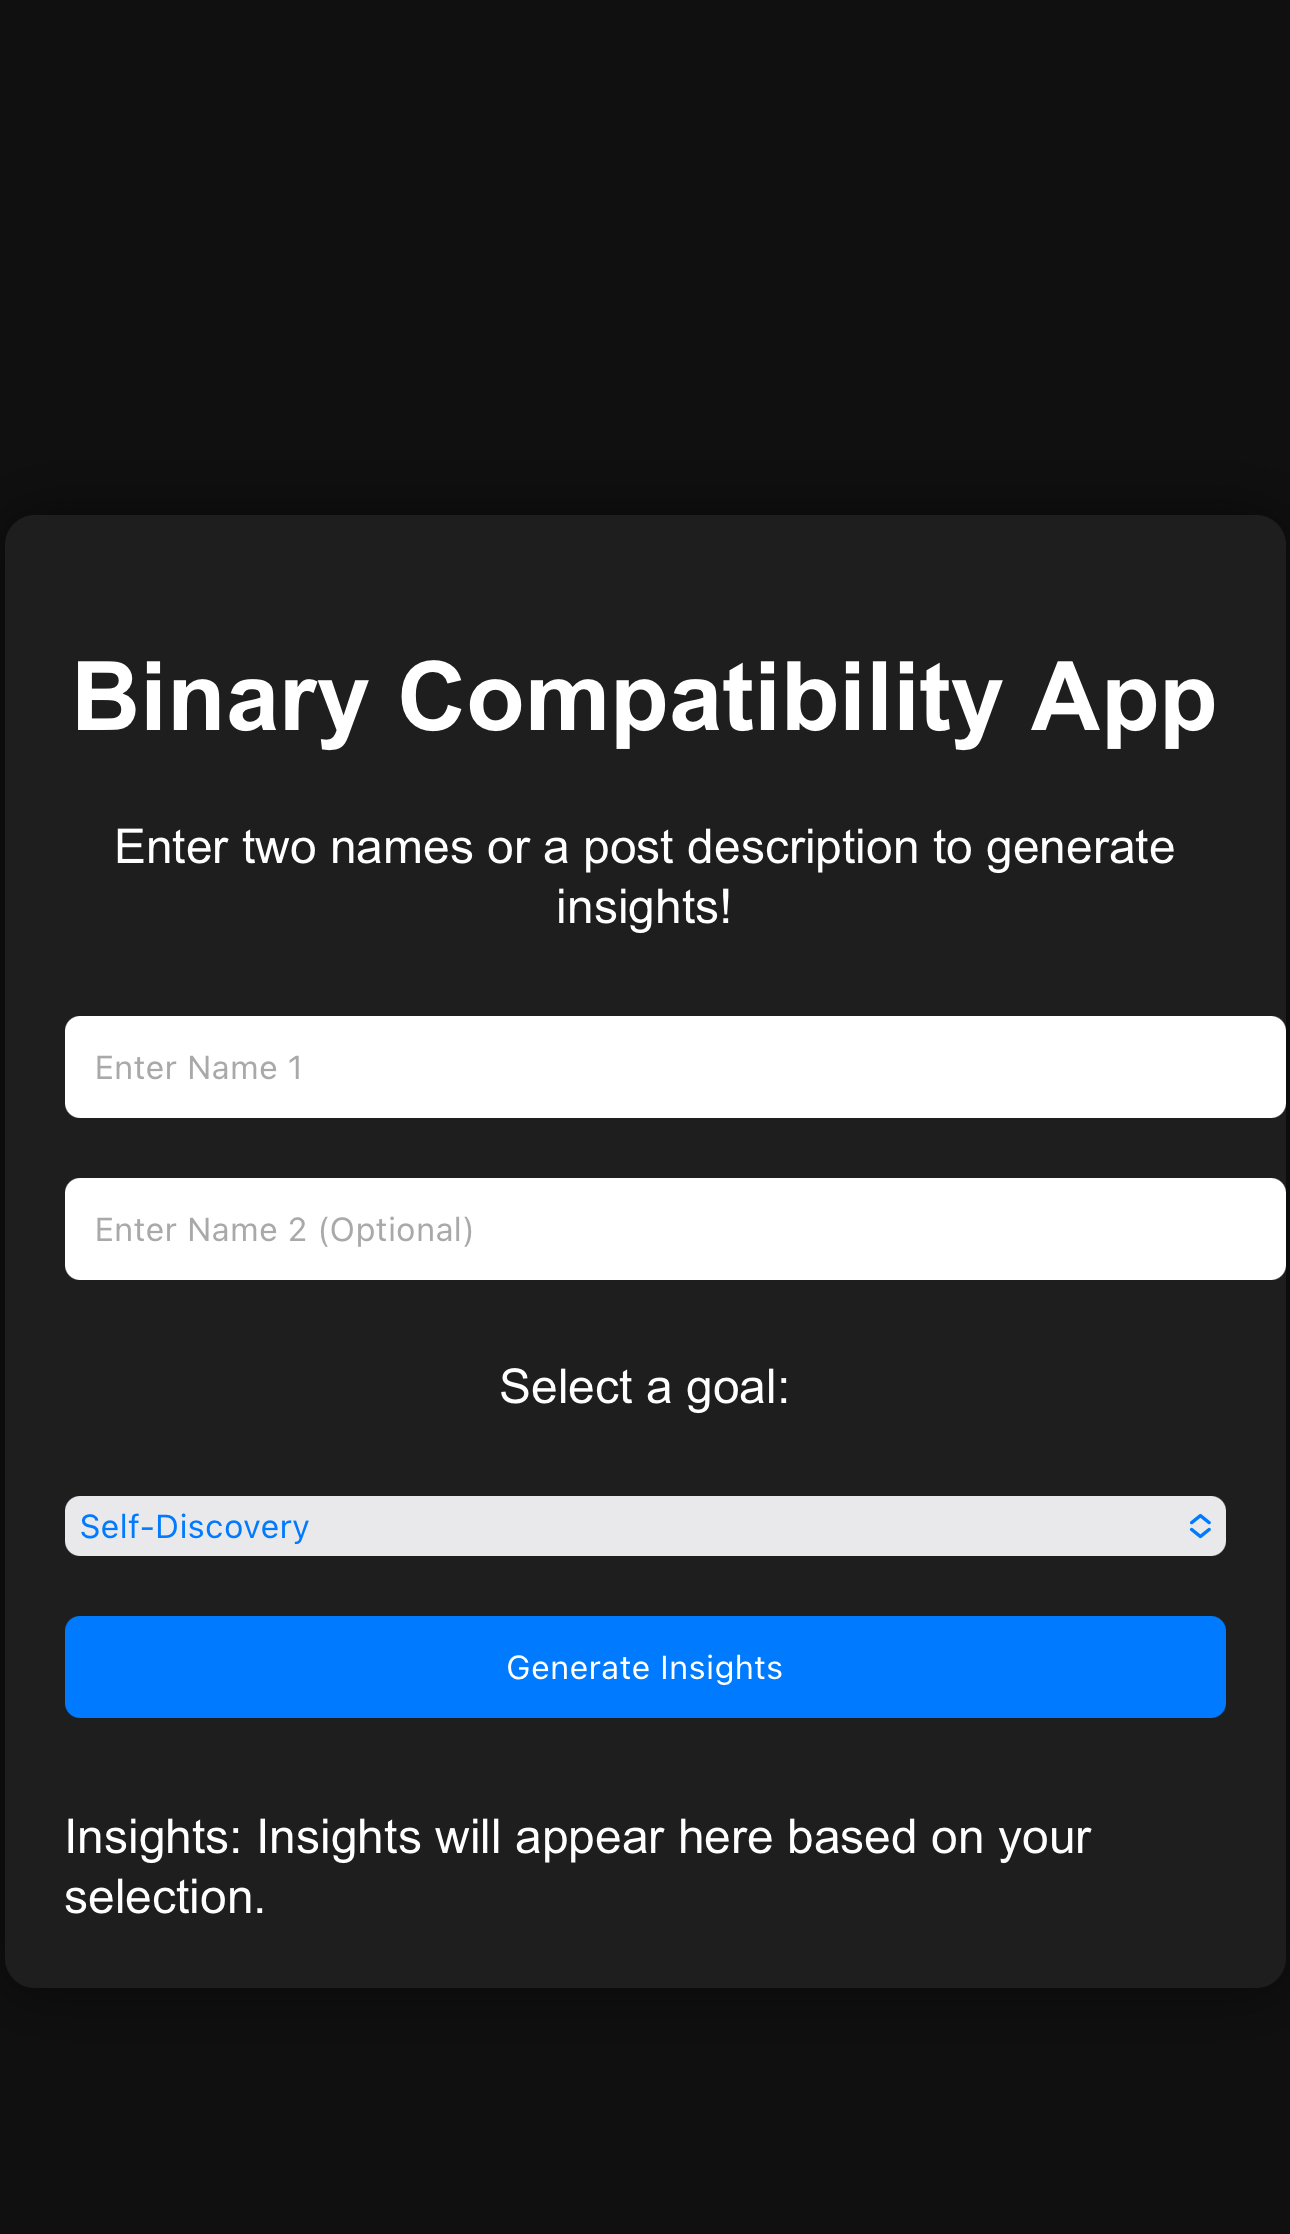 Binary Compatibility App
Enter two names or a post description to generate
insights!
Enter Name 1
Enter Name 2 (Optional)
Select a goal:
Self-Discovery
Generate Insights
Insights: Insights will appear here based on your
selection.